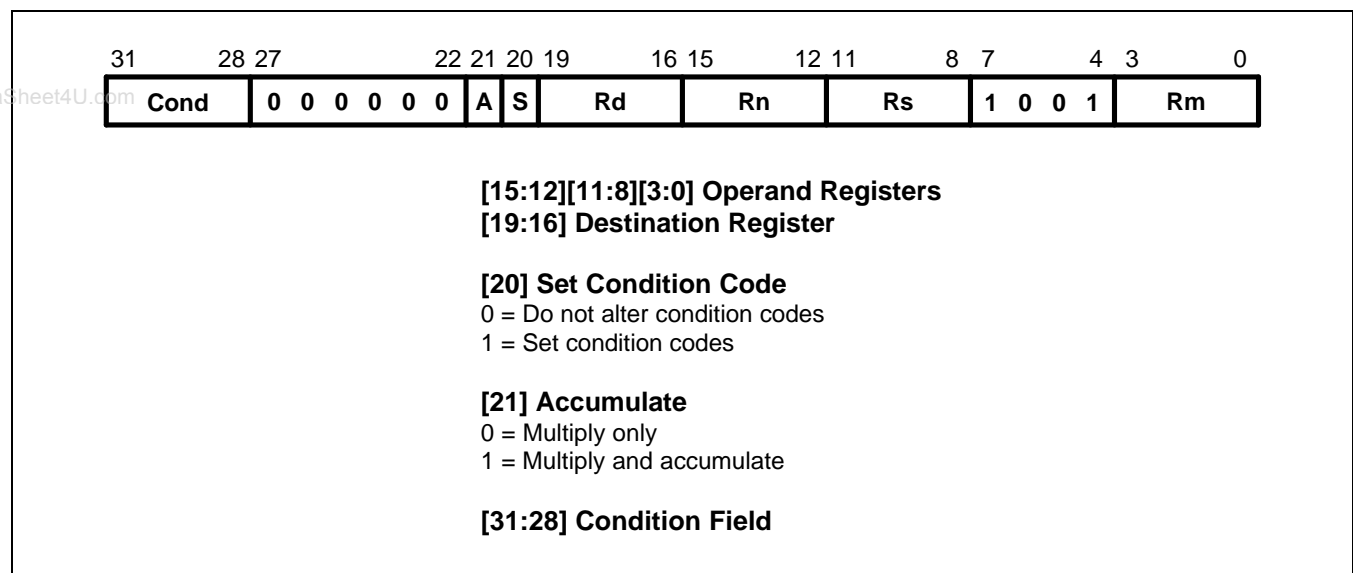 31 28 27 22 21 20 19 16 15 12 11 8 7 4 3 0
Sheet4U.com
Cond 0 0 0 0 0 0 A S Rd Rn Rs 1 0 0 1 Rm
[15:12][11:8][3:0] Operand Registers
[19:16] Destination Register
[20] Set Condition Code
0 = Do not alter condition codes
1 = Set condition codes
[21] Accumulate
0 = Multiply only
1 = Multiply and accumulate
[31:28] Condition Field